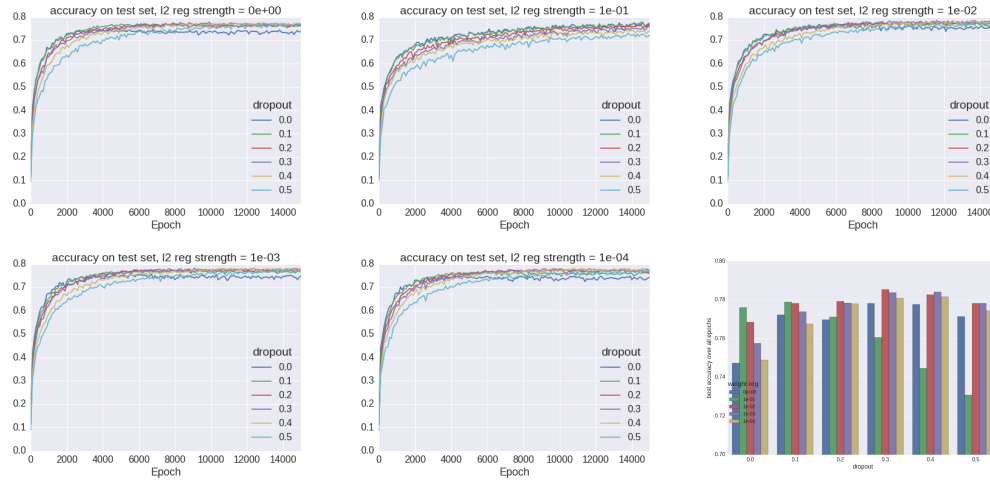 accuracy on test set, l2 reg strength = 0e+00
0.8
0.7
0.6
0.5
0.4
0.3
0.2
0.1
0.0
dropout
0.0
0.1
0.2
0.3
0.4
0.5
0 2000 4000 6000 8000 10000 12000 14000
Epoch
accuracy on test set, l2 reg strength = 1e-01
0.8
0.7
0.6
0.5
0.4
0.3
0.2
0.1
0.0
dropout
0.0
0.1
0.2
0.3
0.4
0.5
0 2000 4000 6000 8000 10000 12000 14000
Epoch
accuracy on test set, l2 reg strength = 1e-02
0.8
0.7
0.6
0.5
0.4
0.3
0.2
0.1
0.0
dropout
0.0
0.1
0.2
0.3
0.4
0.5
0 2000 4000 6000 8000 10000 12000 14000
Epoch
accuracy on test set, l2 reg strength = 1e-03
0.8
0.7
0.6
0.5
0.4
0.3
0.2
0.1
0.0
dropout
0.0
0.1
0.2
0.3
0.4
0.5
0 2000 4000 6000 8000 10000 12000 14000
Epoch
accuracy on test set, l2 reg strength = 1e-04
0.8
0.7
0.6
0.5
0.4
0.3
0.2
0.1
0.0
dropout
0.0
0.1
0.2
0.3
0.4
0.5
0 2000 4000 6000 8000 10000 12000 14000
Epoch
0.80
0.78
0.76
0.74
0.72
0.70
best accuracy over all epochs
weight reg
0e+00
1e-01
1e-02
1e-03
1e-04
0.0 0.1 0.2 0.3 0.4 0.5
dropout